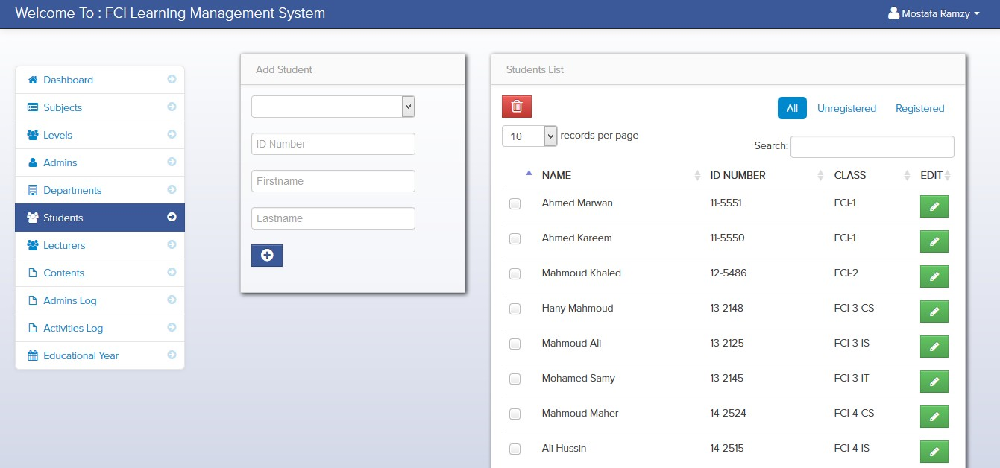 Welcome To : FCI Learning Management System
Mostafa Ramzy
Dashboard
Subjects
Levels
Admins
Departments
Students
Lecturers
Contents
Admins Log
Activities Log
Educational Year
Add Student
ID Number
Firstname
Lastname
Students List
All Unregistered Registered
10 records per page
Search:
NAME ID NUMBER CLASS EDIT
Ahmed Marwan 11-5551 FCI-1
Ahmed Kareem 11-5550 FCI-1
Mahmoud Khaled 12-5486 FCI-2
Hany Mahmoud 13-2148 FCI-3-CS
Mahmoud Ali 13-2125 FCI-3-IS
Mohamed Samy 13-2145 FCI-3-IT
Mahmoud Maher 14-2524 FCI-4-CS
Ali Hussin 14-2515 FCI-4-IS